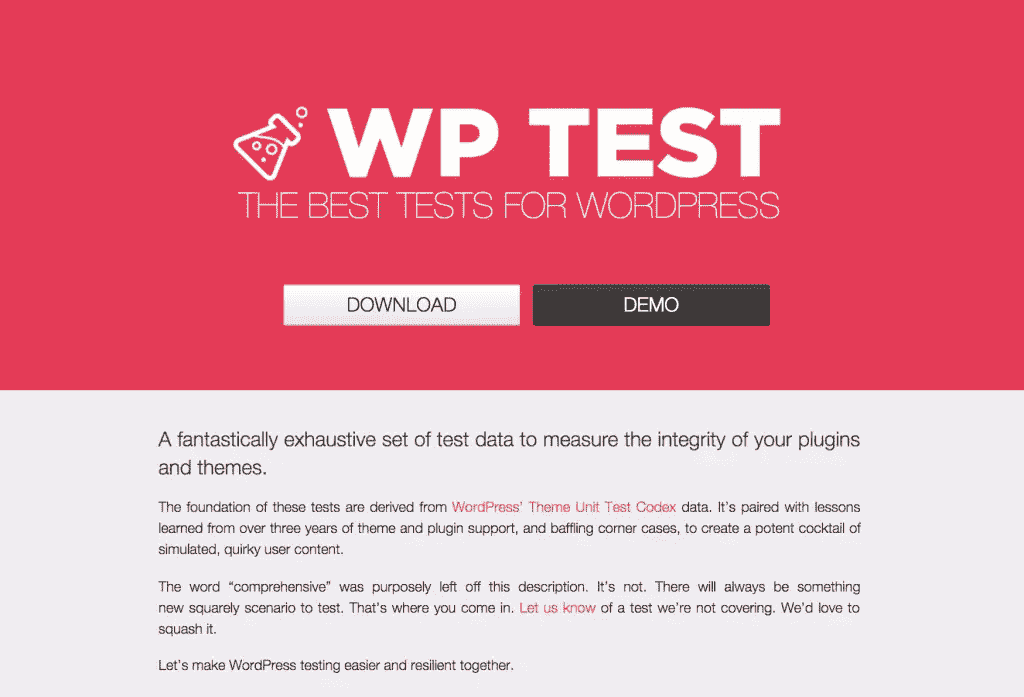 WP TEST
THE BEST TESTS FOR WORDPRESS
DOWNLOAD
DEMO
A fantastically exhaustive set of test data to measure the integrity of your plugins
and themes.
The foundation of these tests are derived from WordPress’ Theme Unit Test Codex data. It’s paired with lessons
learned from over three years of theme and plugin support, and baffling corner cases, to create a potent cocktail of
simulated, quirky user content.
The word “comprehensive” was purposely left off this description. It’s not. There will always be something
new squarely scenario to test. That’s where you come in. Let us know of a test we’re not covering. We’d love to
squash it.
Let’s make WordPress testing easier and resilient together.